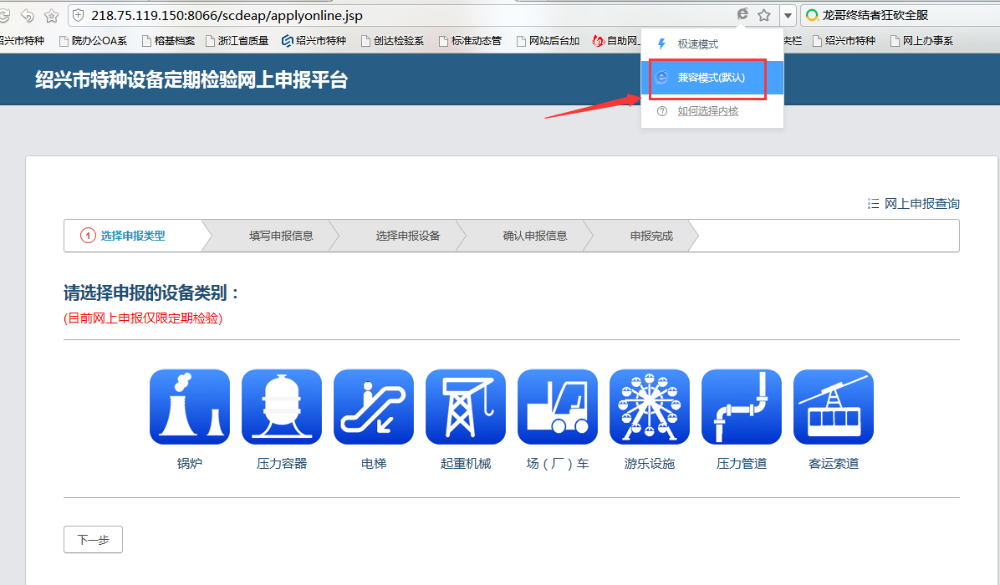 218.75.119.150:8066/scdeap/applyonline.jsp
龙哥终结者狂砍全服
兴市特种 院办公OA系 榕基档案 浙江省质量 绍兴市特种 创达检验系 标准动态管 网站后台加 自助网 夹栏 绍兴市特种 网上办事系
极速模式
兼容模式(默认)
如何选择内核
绍兴市特种设备定期检验网上申报平台
网上申报查询
1 选择申报类型 填写申报信息 选择申报设备 确认申报信息 申报完成
请选择申报的设备类别：
(目前网上申报仅限定期检验)
锅炉 压力容器 电梯 起重机械 场（厂）车 游乐设施 压力管道 客运索道
下一步